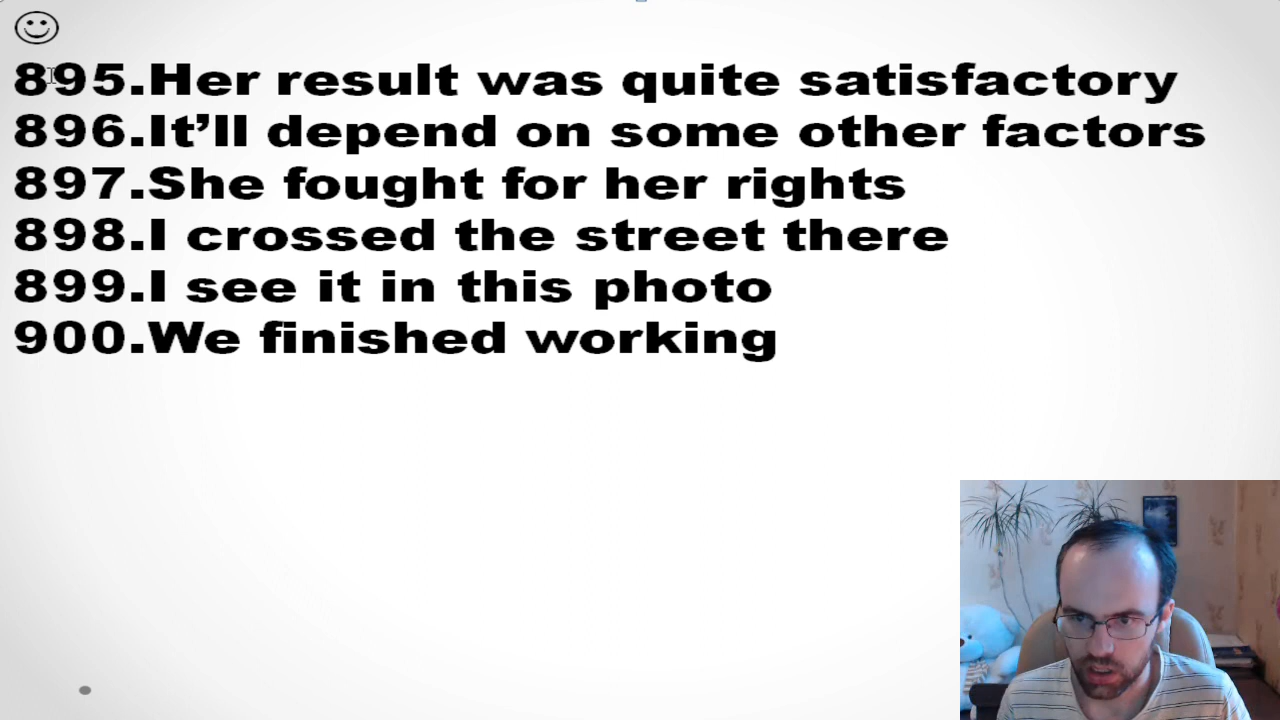 895.Her result was quite satisfactory
896.It’ll depend on some other factors
897.She fought for her rights
898.I crossed the street there
899.I see it in this photo
900.We finished working